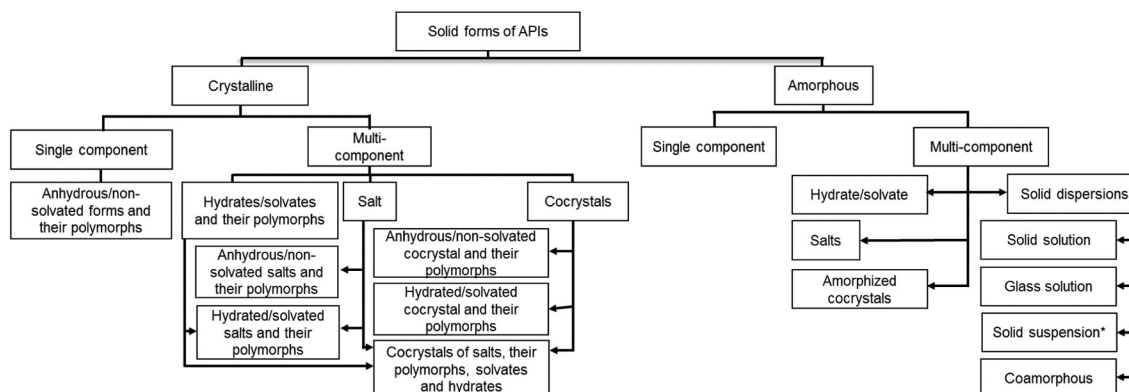 Solid forms of APIs
Crystalline
Amorphous
Single component
Multi-
component
Single component
Multi-component
Anhydrous/non-
solvated forms and
their polymorphs
Hydrates/solvates
and their polymorphs
Salt
Cocrystals
Anhydrous/non-
solvated salts and
their polymorphs
Hydrated/solvated
salts and their
polymorphs
Anhydrous/non-solvated
cocrystal and their
polymorphs
Hydrated/solvated
cocrystal and their
polymorphs
Cocrystals of salts, their
polymorphs, solvates
and hydrates
Hydrate/solvate
Salts
Amorphized
cocrystals
Solid dispersions
Solid solution
Glass solution
Solid suspension*
Coamorphous